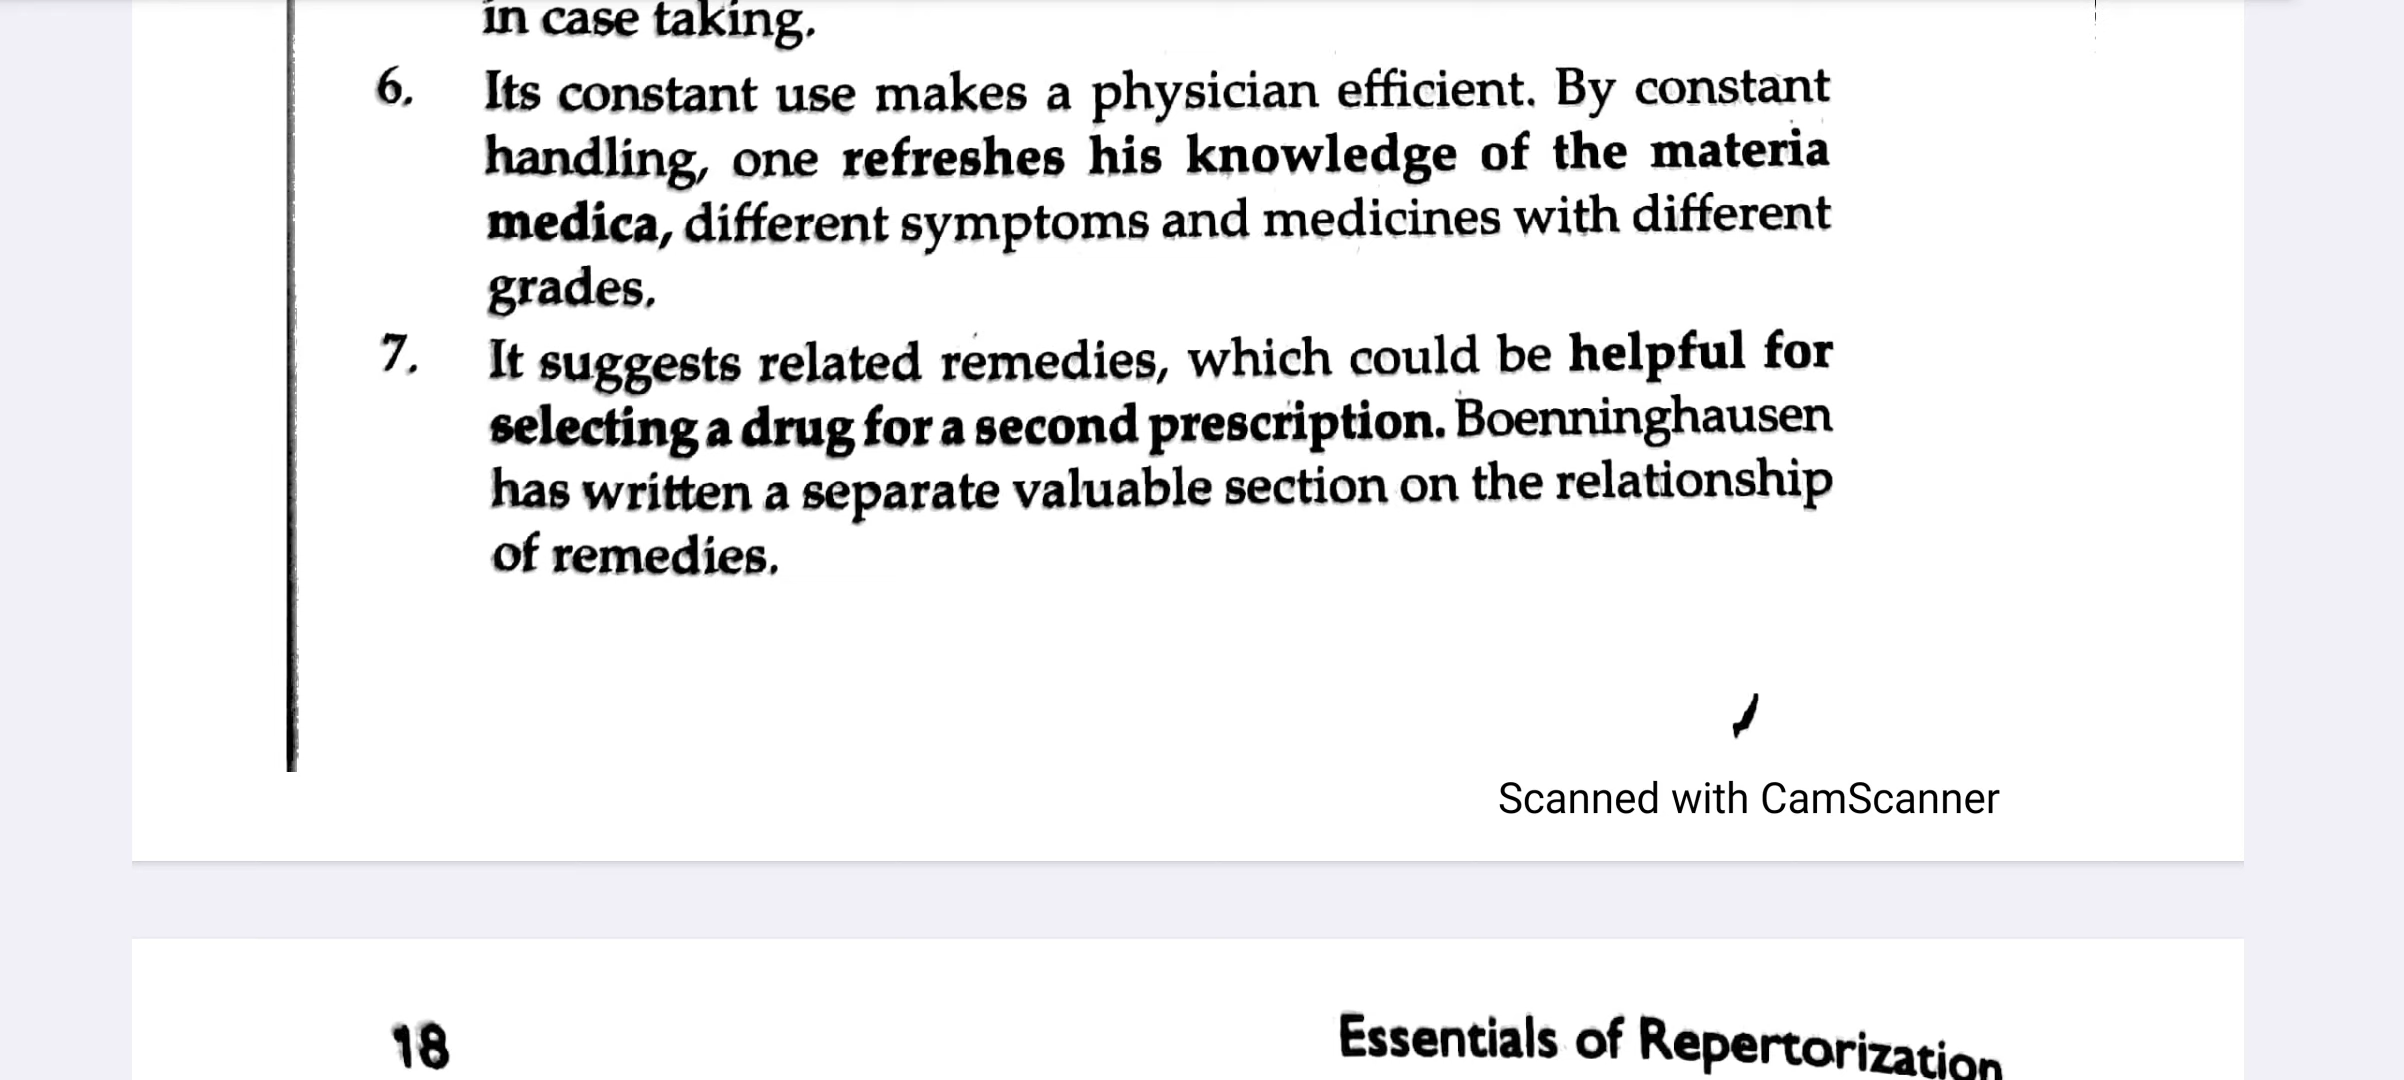 in case taking.
6. Its constant use makes a physician efficient. By constant
handling, one refreshes his knowledge of the materia
medica, different symptoms and medicines with different
grades.
7. It suggests related remedies, which could be helpful for
selecting a drug for a second prescription. Boenninghausen
has written a separate valuable section on the relationship
of remedies.
Scanned with CamScanner
18 Essentials of Repertorization